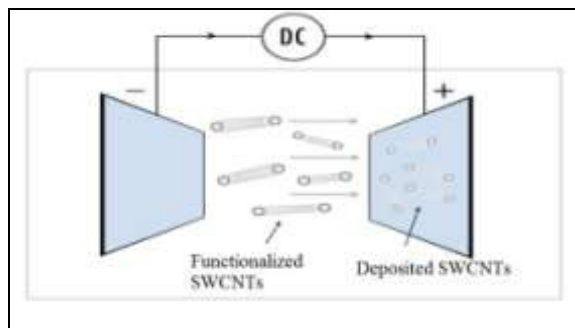 DC
− +
Functionalized
SWCNTs
Deposited SWCNTs